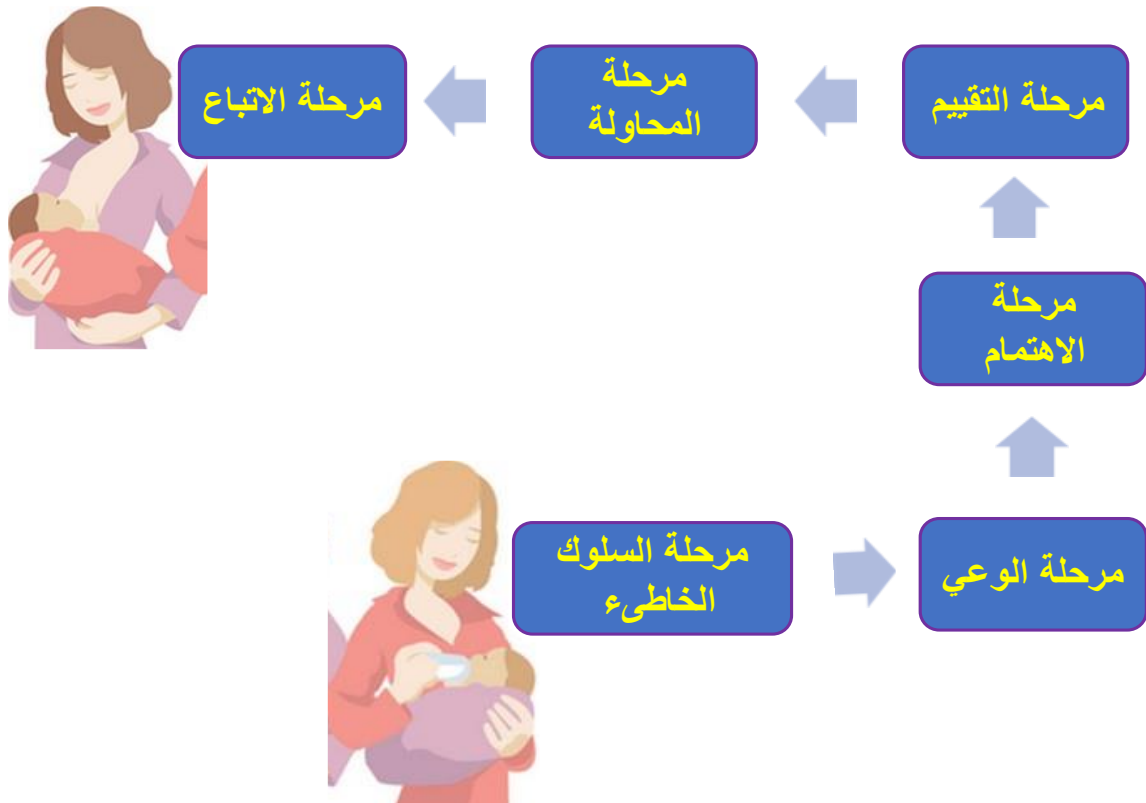 مرحلة الاتباع
مرحلة
المحاولة
مرحلة التقييم
مرحلة
الاهتمام
مرحلة السلوك
الخاطىء
مرحلة الوعي